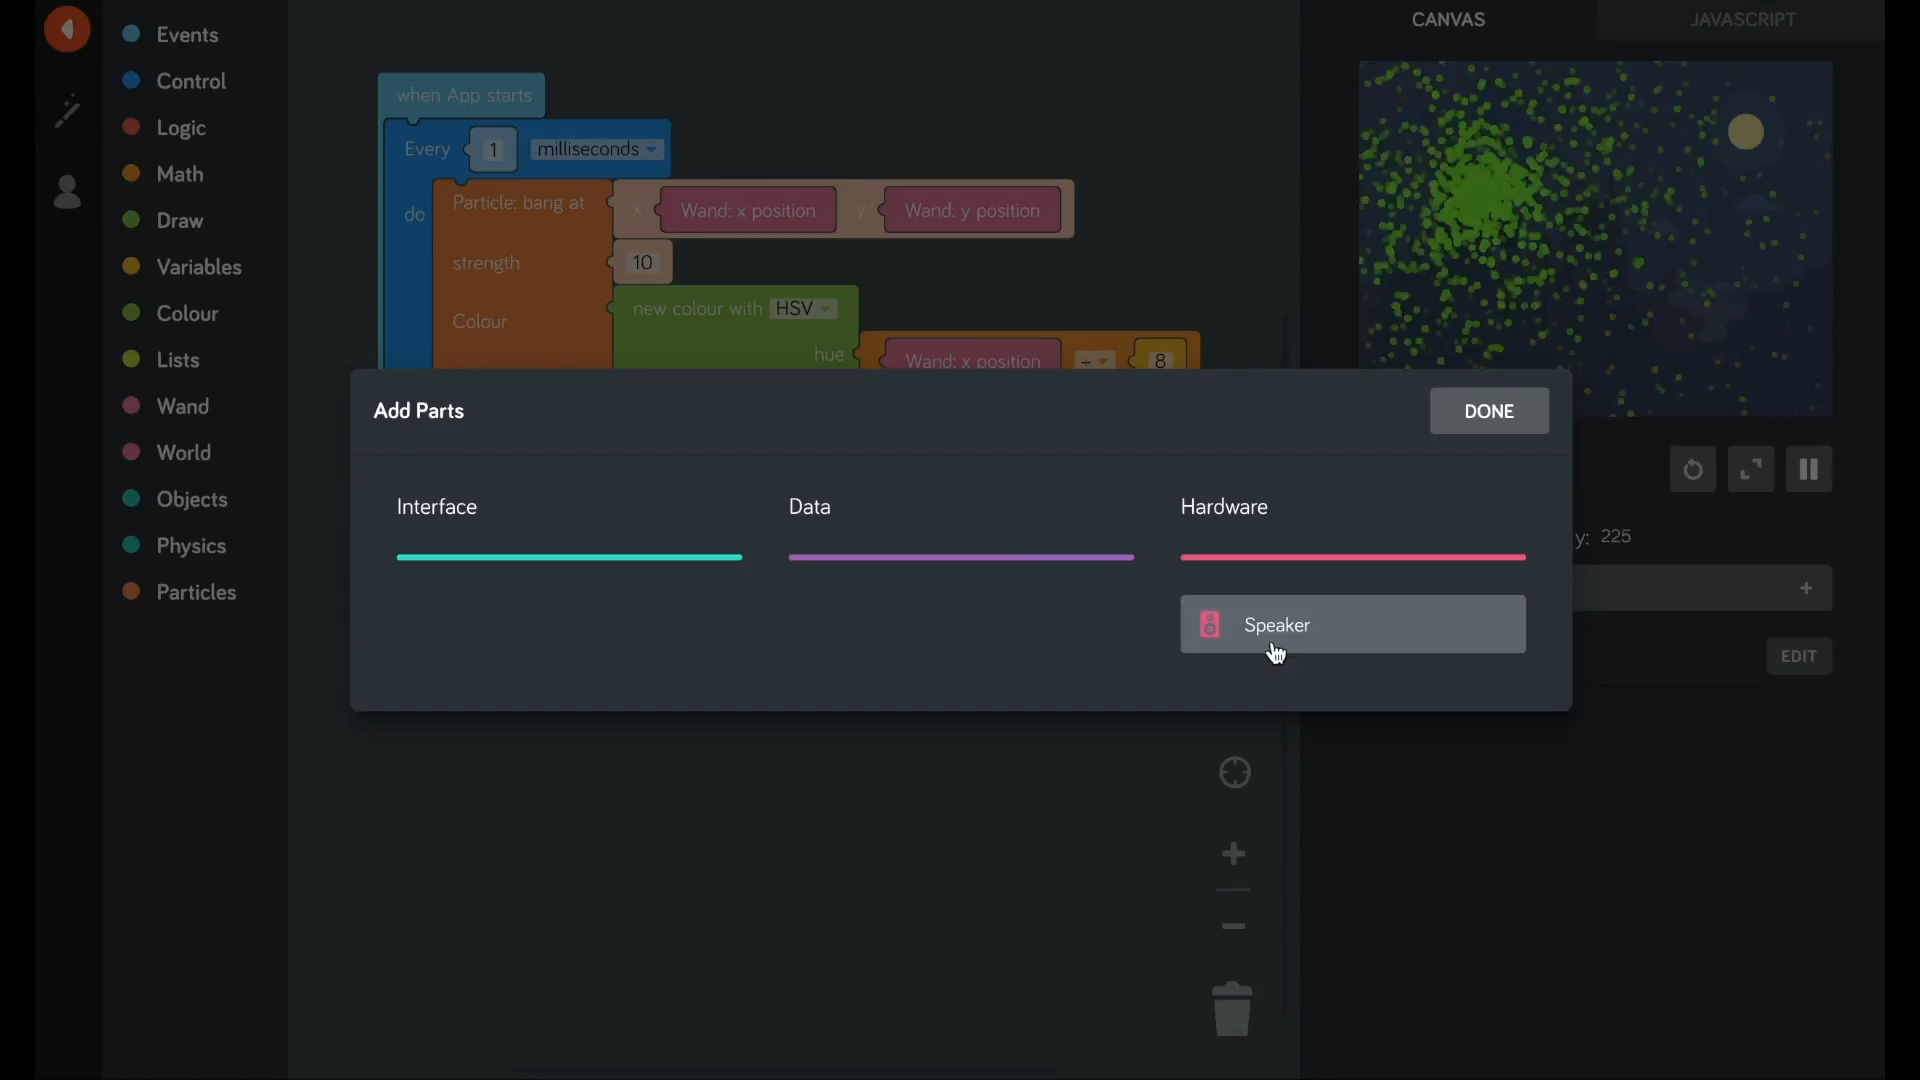 Events
Control
Logic
Math
Draw
Variables
Colour
Lists
Wand
World
Objects
Physics
Particles
when App starts
Every 1 milliseconds
do
Particle: bang at x Wand: x position y Wand: y position
strength 10
Colour
new colour with HSV
hue Wand: x position ÷ 8
CANVAS
JAVASCRIPT
Add Parts
DONE
Interface
Data
Hardware
Speaker
y: 225
+
EDIT